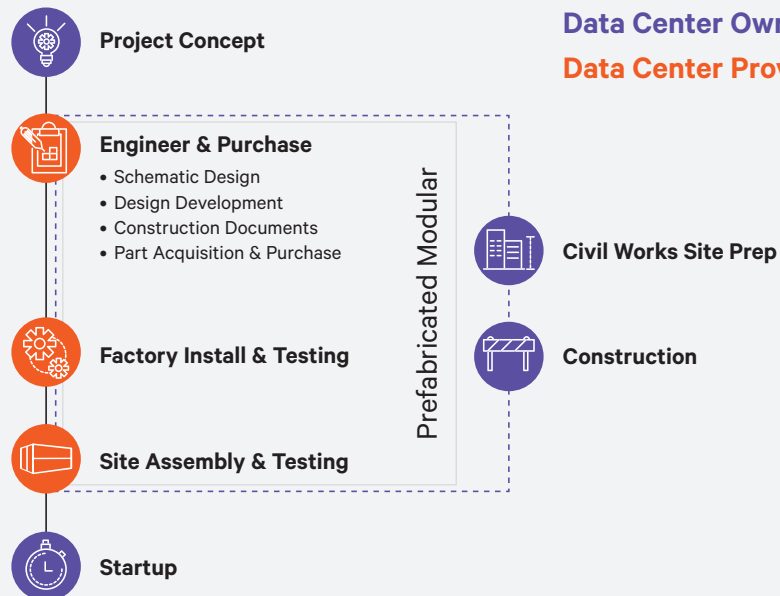 Project Concept
Data Center
Data Center
Engineer & Purchase
• Schematic Design
• Design Development
• Construction Documents
• Part Acquisition & Purchase
Prefabricated Modular
Civil Works Site Prep
Factory Install & Testing
Construction
Site Assembly & Testing
Startup